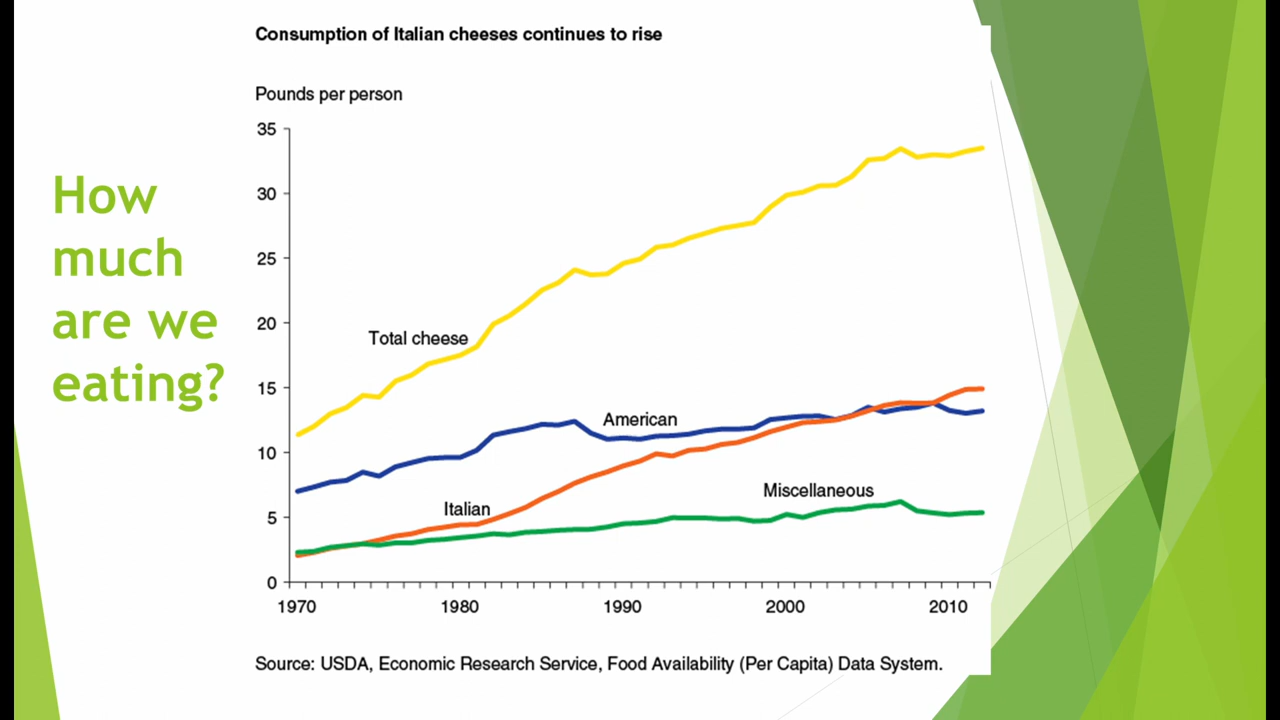 Consumption of Italian cheeses continues to rise
Pounds per person
How
much
are we
eating?
35
30
25
20
15
10
5
0
Total cheese
American
Italian
Miscellaneous
1970 1980 1990 2000 2010
Source: USDA, Economic Research Service, Food Availability (Per Capita) Data System.